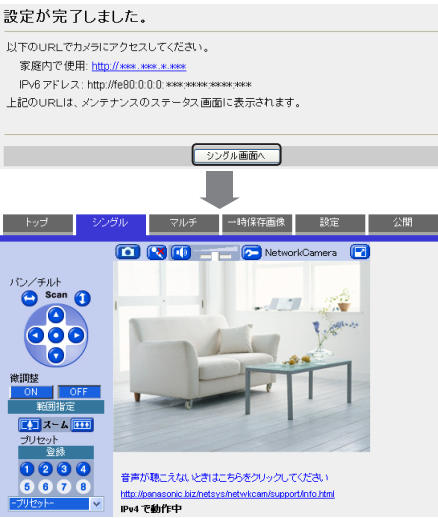 設定が完了しました。
以下のURLでカメラにアクセスしてください。
家庭内で使用: http://***.***.*.***
IPv6 アドレス: http://fe80:0:0:0:***:****:****:***
上記のURLは、メンテナンスのステータス画面に表示されます。
シングル画面へ
トップ シングル マルチ 一時保存画像 設定 公開
NetworkCamera
パン／チルト
Scan
微調整
ON OFF
範囲指定
ズーム
プリセット
登録
1 2 3 4
5 6 7 8
-プリセット-
音声が聴こえないときはこちらをクリックしてください
http://panasonic.biz/netsys/netwkcam/support/info.html
IPv4 で動作中